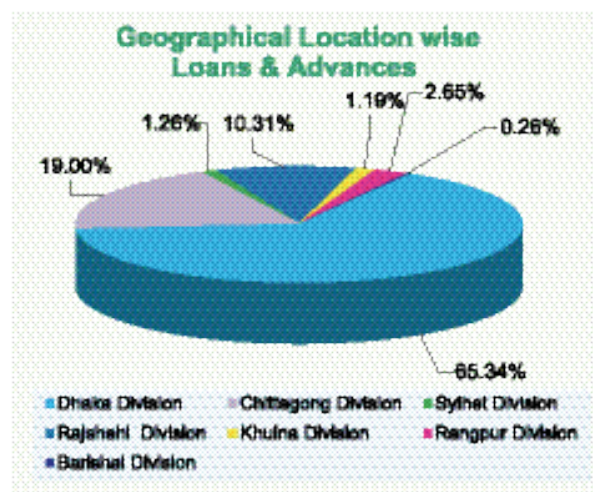 Geographical Location wise
Loans & Advances
1.19%
2.65%
1.26%
10.31%
0.26%
19.00%
65.34%
Dhaka Division
Chittagong Division
Sylhet Division
Rajshahi Division
Khulna Division
Rangpur Division
Barishal Division